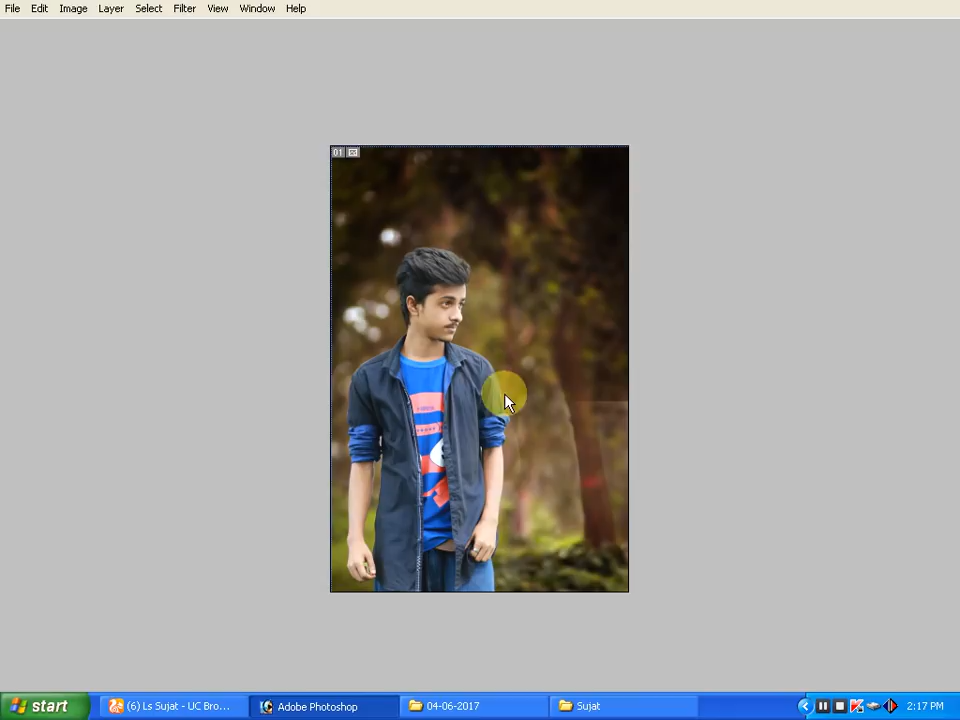 File Edit Image Layer Select Filter View Window Help
01
start (6) Ls Sujat - UC Bro... Adobe Photoshop 04-06-2017 Sujat 2:17 PM